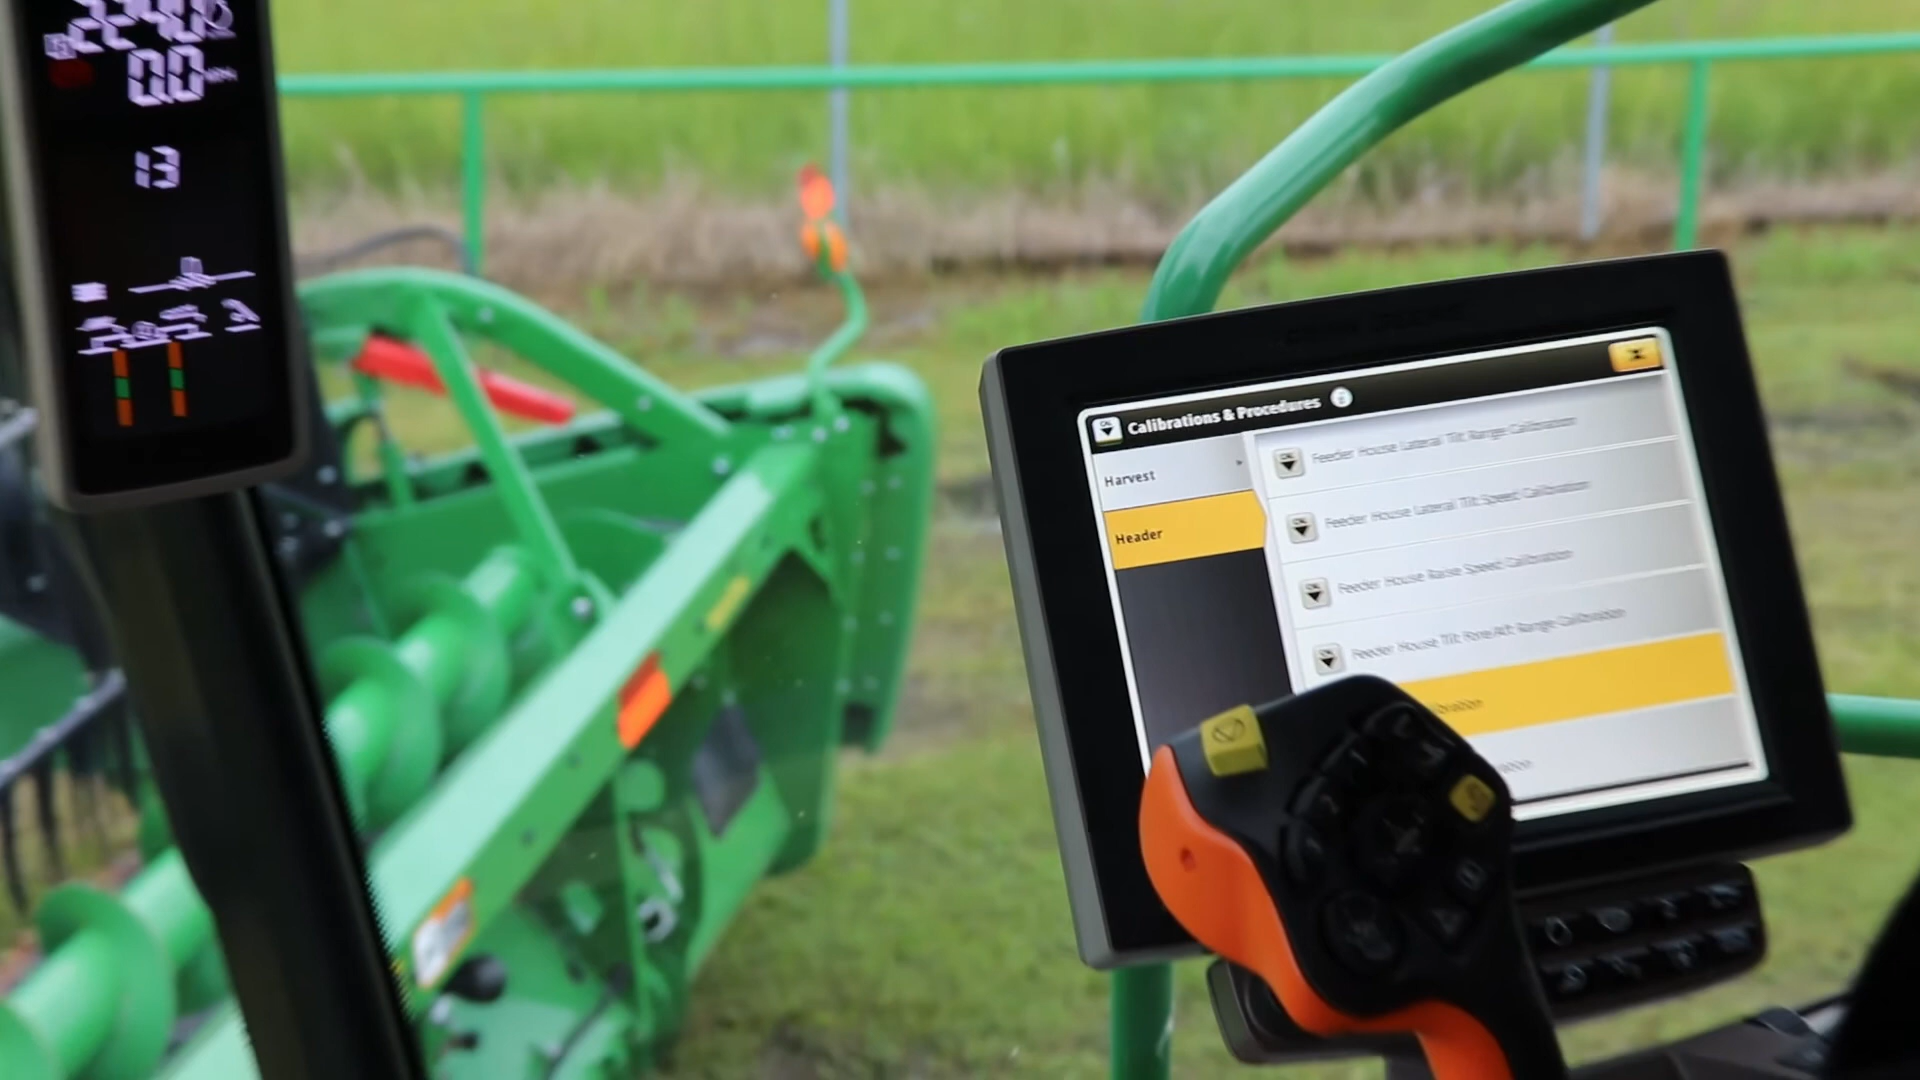 2240
0.0
13
Calibrations & Procedures
Harvest
Header
Feeder House Lateral Tilt Range Calibration
Feeder House Lateral Tilt Speed Calibration
Feeder House Raise Speed Calibration
Feeder House Tilt Fore/Aft Range Calibration